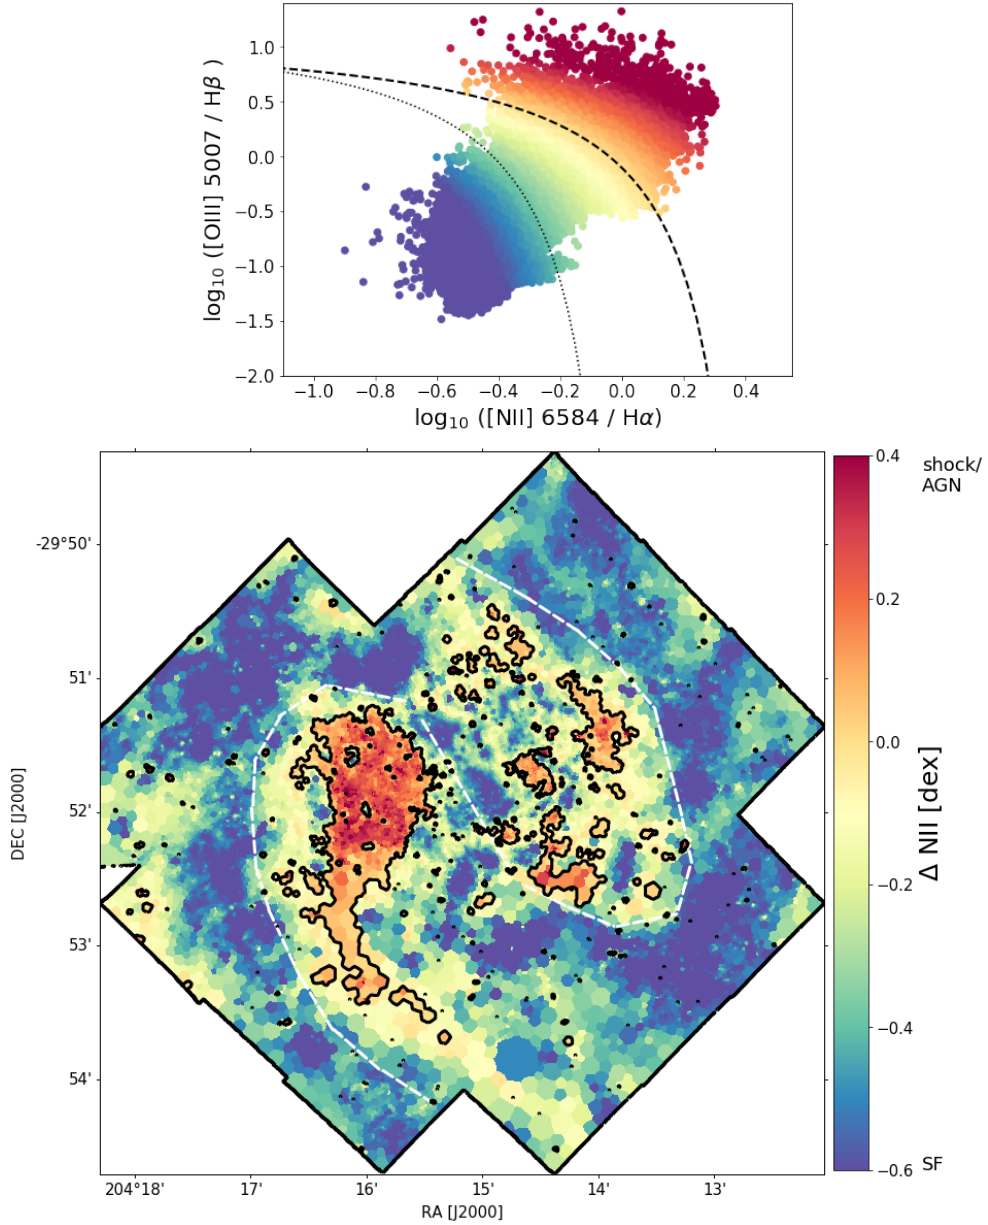 1.0
0.5
0.0
−0.5
−1.0
−1.5
−2.0
log₁₀ ([OIII] 5007 / Hβ)
−1.0 −0.8 −0.6 −0.4 −0.2 0.0 0.2 0.4
log₁₀ ([NII] 6584 / Hα)
-29°50'
51'
52'
53'
54'
DEC [J2000]
204°18' 17' 16' 15' 14' 13'
RA [J2000]
0.4
0.2
0.0
−0.2
−0.4
−0.6
shock/
AGN
Δ NII [dex]
SF